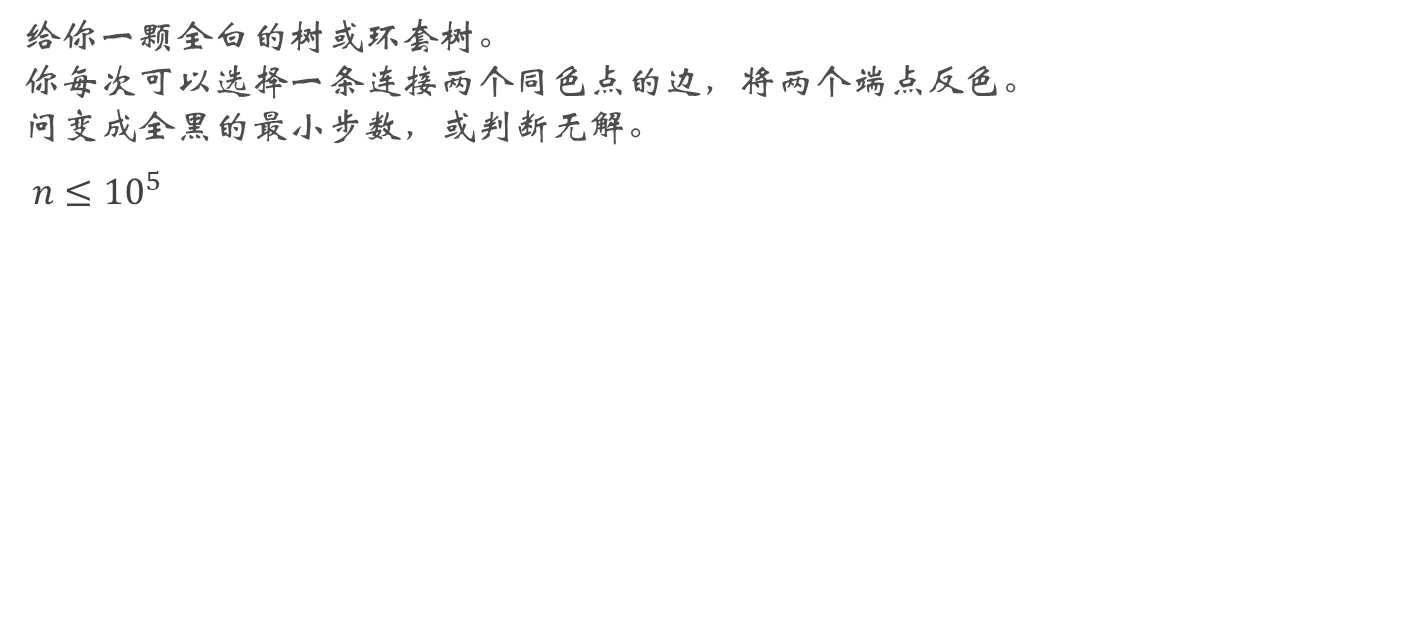 给你一颗全白的树或环套树。
你每次可以选择一条连接两个同色点的边，将两个端点反色。
问变成全黑的最小步数，或判断无解。
n ≤ 10⁵